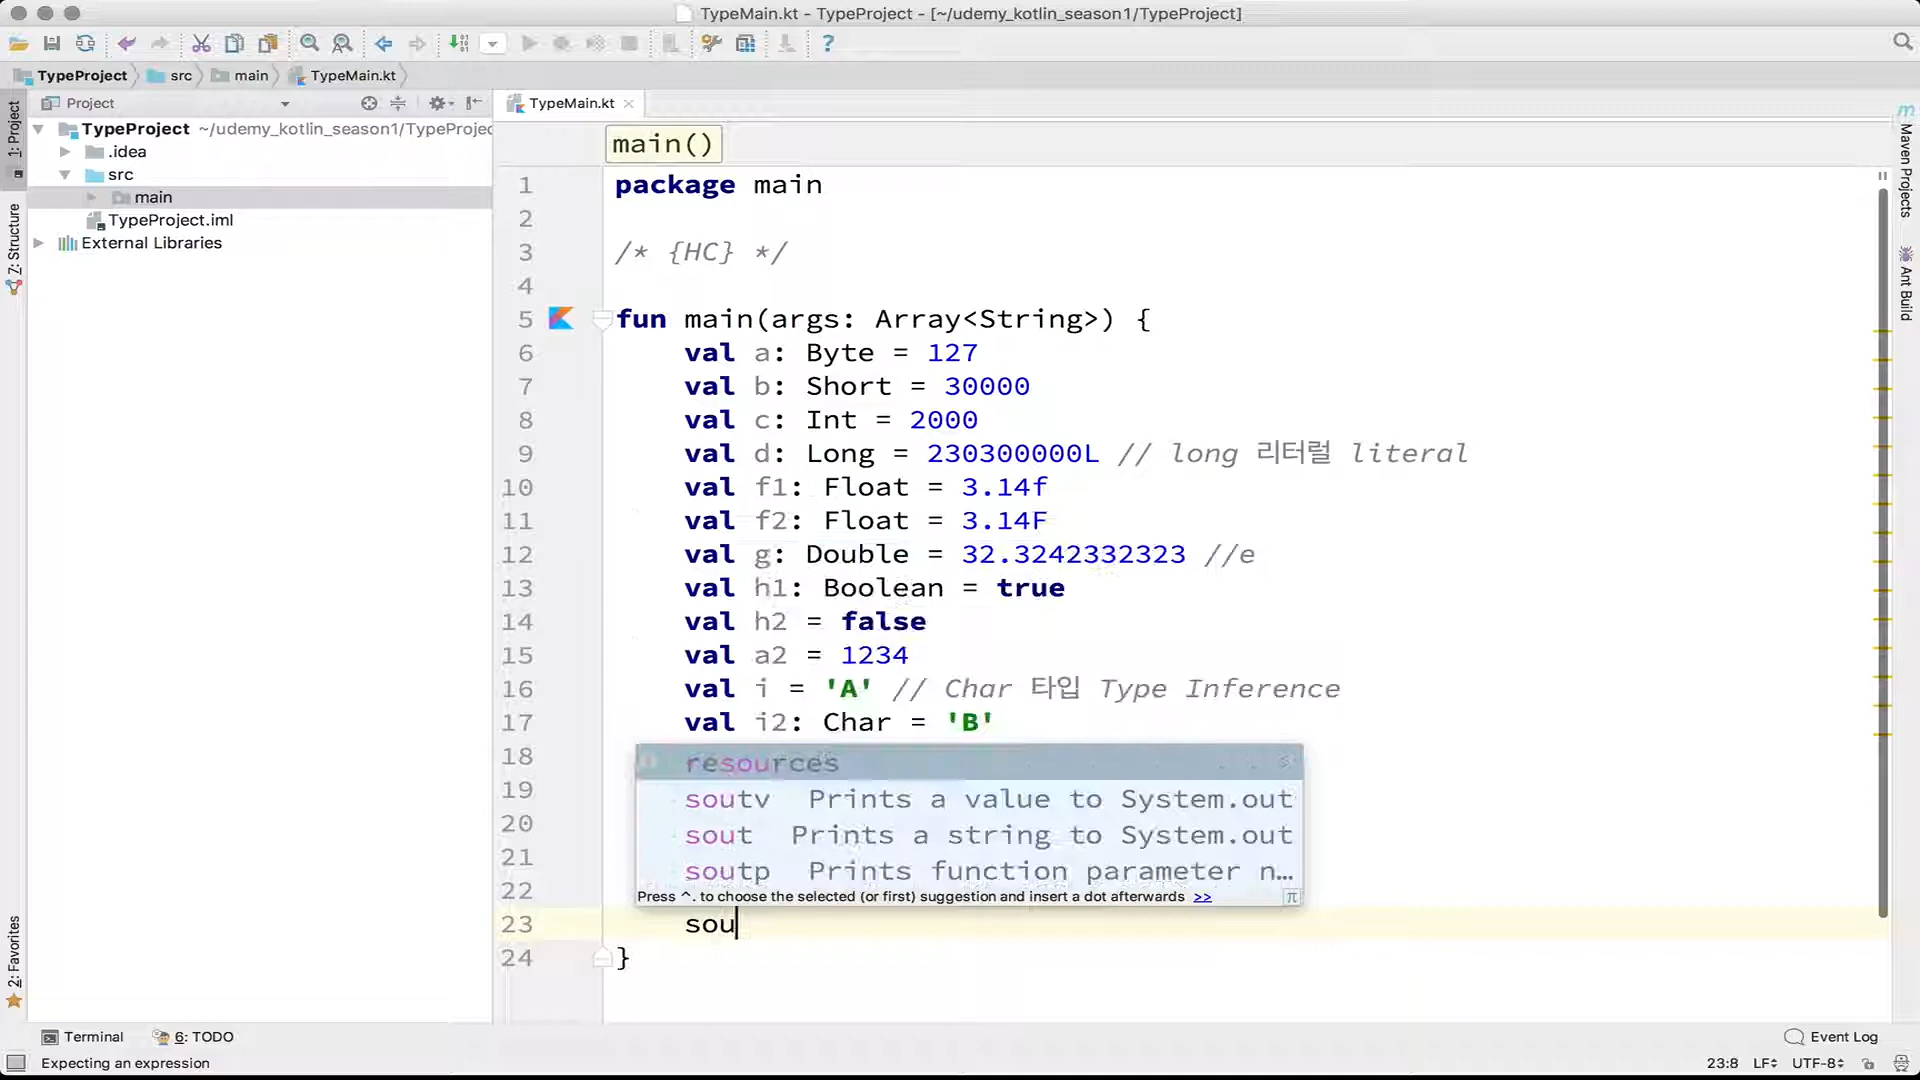 TypeMain.kt - TypeProject - [~/udemy_kotlin_season1/TypeProject]
TypeProject src main TypeMain.kt
1: Project
Z: Structure
2: Favorites
Project
TypeProject ~/udemy_kotlin_season1/TypeProjec
.idea
src
main
TypeProject.iml
External Libraries
TypeMain.kt
main()
1 package main
2
3 /* {HC} */
4
5 fun main(args: Array<String>) {
6 val a: Byte = 127
7 val b: Short = 30000
8 val c: Int = 2000
9 val d: Long = 230300000L // long 리터럴 literal
10 val f1: Float = 3.14f
11 val f2: Float = 3.14F
12 val g: Double = 32.3242332323 //e
13 val h1: Boolean = true
14 val h2 = false
15 val a2 = 1234
16 val i = 'A' // Char 타입 Type Inference
17 val i2: Char = 'B'
18 resources
19 soutv Prints a value to System.out
20 sout Prints a string to System.out
21 soutp Prints function parameter n…
22 Press ^. to choose the selected (or first) suggestion and insert a dot afterwards >> π
23 sou
24 }
Maven Projects
Ant Build
Terminal 6: TODO
Event Log
Expecting an expression
23:8 LF UTF-8